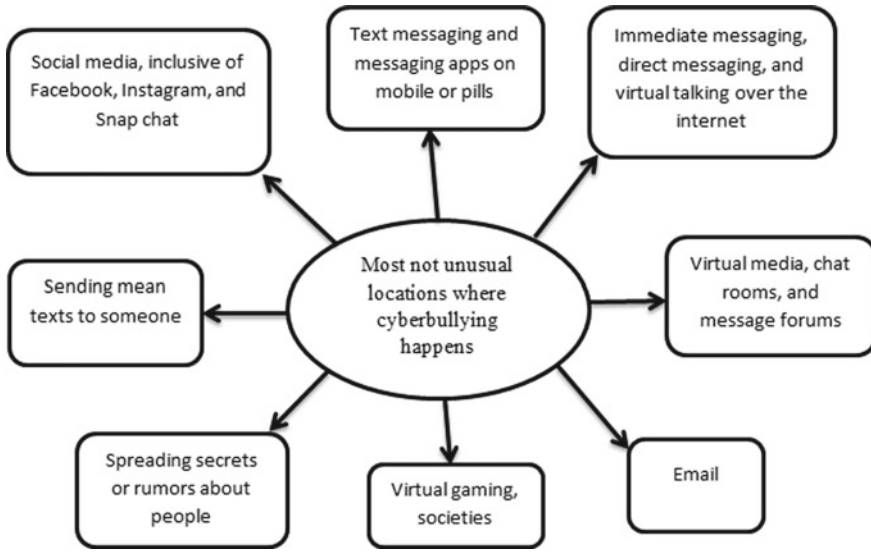 Social media, inclusive of
Facebook, Instagram, and
Snap chat
Text messaging and
messaging apps on
mobile or pills
Immediate messaging,
direct messaging, and
virtual talking over the
internet
Sending mean
texts to someone
Most not unusual
locations where
cyberbullying
happens
Virtual media, chat
rooms, and
message forums
Spreading secrets
or rumors about
people
Virtual gaming,
societies
Email